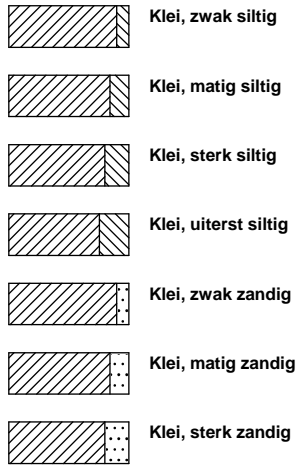 Klei, zwak siltig
Klei, matig siltig
Klei, sterk siltig
Klei, uiterst siltig
Klei, zwak zandig
Klei, matig zandig
Klei, sterk zandig